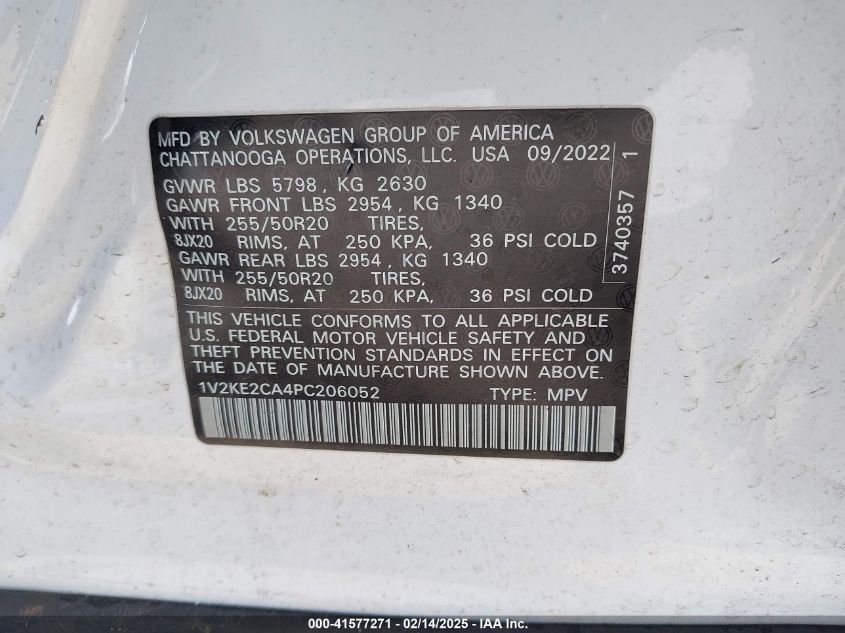 MFD BY VOLKSWAGEN GROUP OF AMERICA
CHATTANOOGA OPERATIONS, LLC. USA 09/2022
GVWR LBS 5798, KG 2630
GAWR FRONT LBS 2954, KG 1340
WITH 255/50R20 TIRES,
8JX20 RIMS, AT 250 KPA, 36 PSI COLD
GAWR REAR LBS 2954, KG 1340
WITH 255/50R20 TIRES,
8JX20 RIMS, AT 250 KPA, 36 PSI COLD
3740357 1
THIS VEHICLE CONFORMS TO ALL APPLICABLE
U.S. FEDERAL MOTOR VEHICLE SAFETY AND
THEFT PREVENTION STANDARDS IN EFFECT ON
THE DATE OF MANUFACTURE SHOWN ABOVE.
1V2KE2CA4PC206052 TYPE: MPV
000-41577271 - 02/14/2025 - IAA Inc.